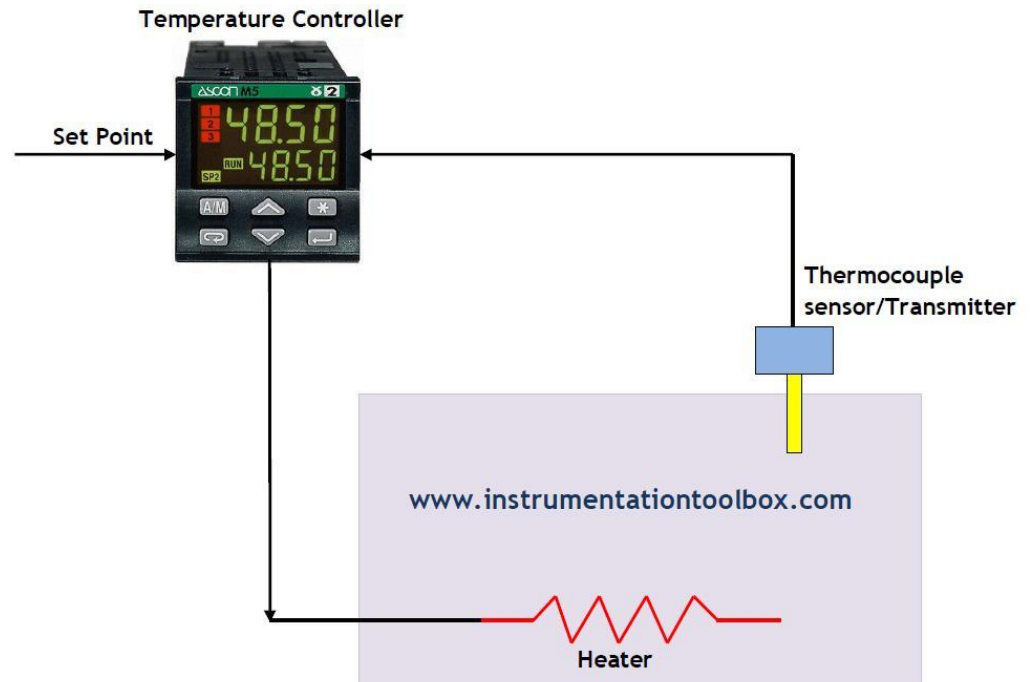 Temperature Controller
ascon M5
2
1
2
3
48.50
Set Point
RUN
48.50
SP2
A/M
*
Thermocouple
sensor/Transmitter
www.instrumentationtoolbox.com
Heater